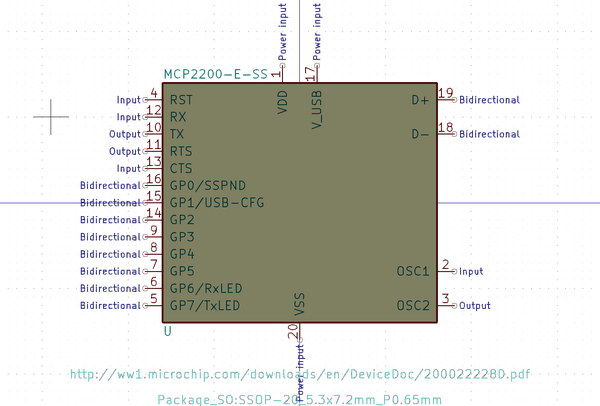 Power input Power input
MCP2200-E-SS 1 17
VDD V_USB
Input 4 RST D+ 19 Bidirectional
Input 12 RX
Output 10 TX D- 18 Bidirectional
Output 11 RTS
Input 13 CTS
Bidirectional 16 GP0/SSPND
Bidirectional 15 GP1/USB-CFG
Bidirectional 14 GP2
Bidirectional 9 GP3
Bidirectional 8 GP4
Bidirectional 7 GP5 OSC1 2 Input
Bidirectional 6 GP6/RxLED
Bidirectional 5 GP7/TxLED OSC2 3 Output
VSS
U 20
Power input
http://ww1.microchip.com/downloads/en/DeviceDoc/200022228D.pdf
Package_SO:SSOP-20_5.3x7.2mm_P0.65mm